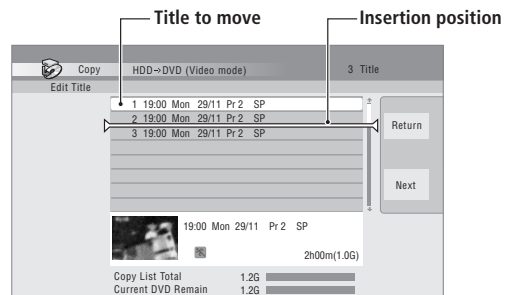 Title to move
Insertion position
Copy HDD→DVD (Video mode) 3 Title
Edit Title
1 19:00 Mon 29/11 Pr 2 SP
2 19:00 Mon 29/11 Pr 2 SP
3 19:00 Mon 29/11 Pr 2 SP
Return
Next
19:00 Mon 29/11 Pr 2 SP
2h00m(1.0G)
Copy List Total 1.2G
Current DVD Remain 1.2G